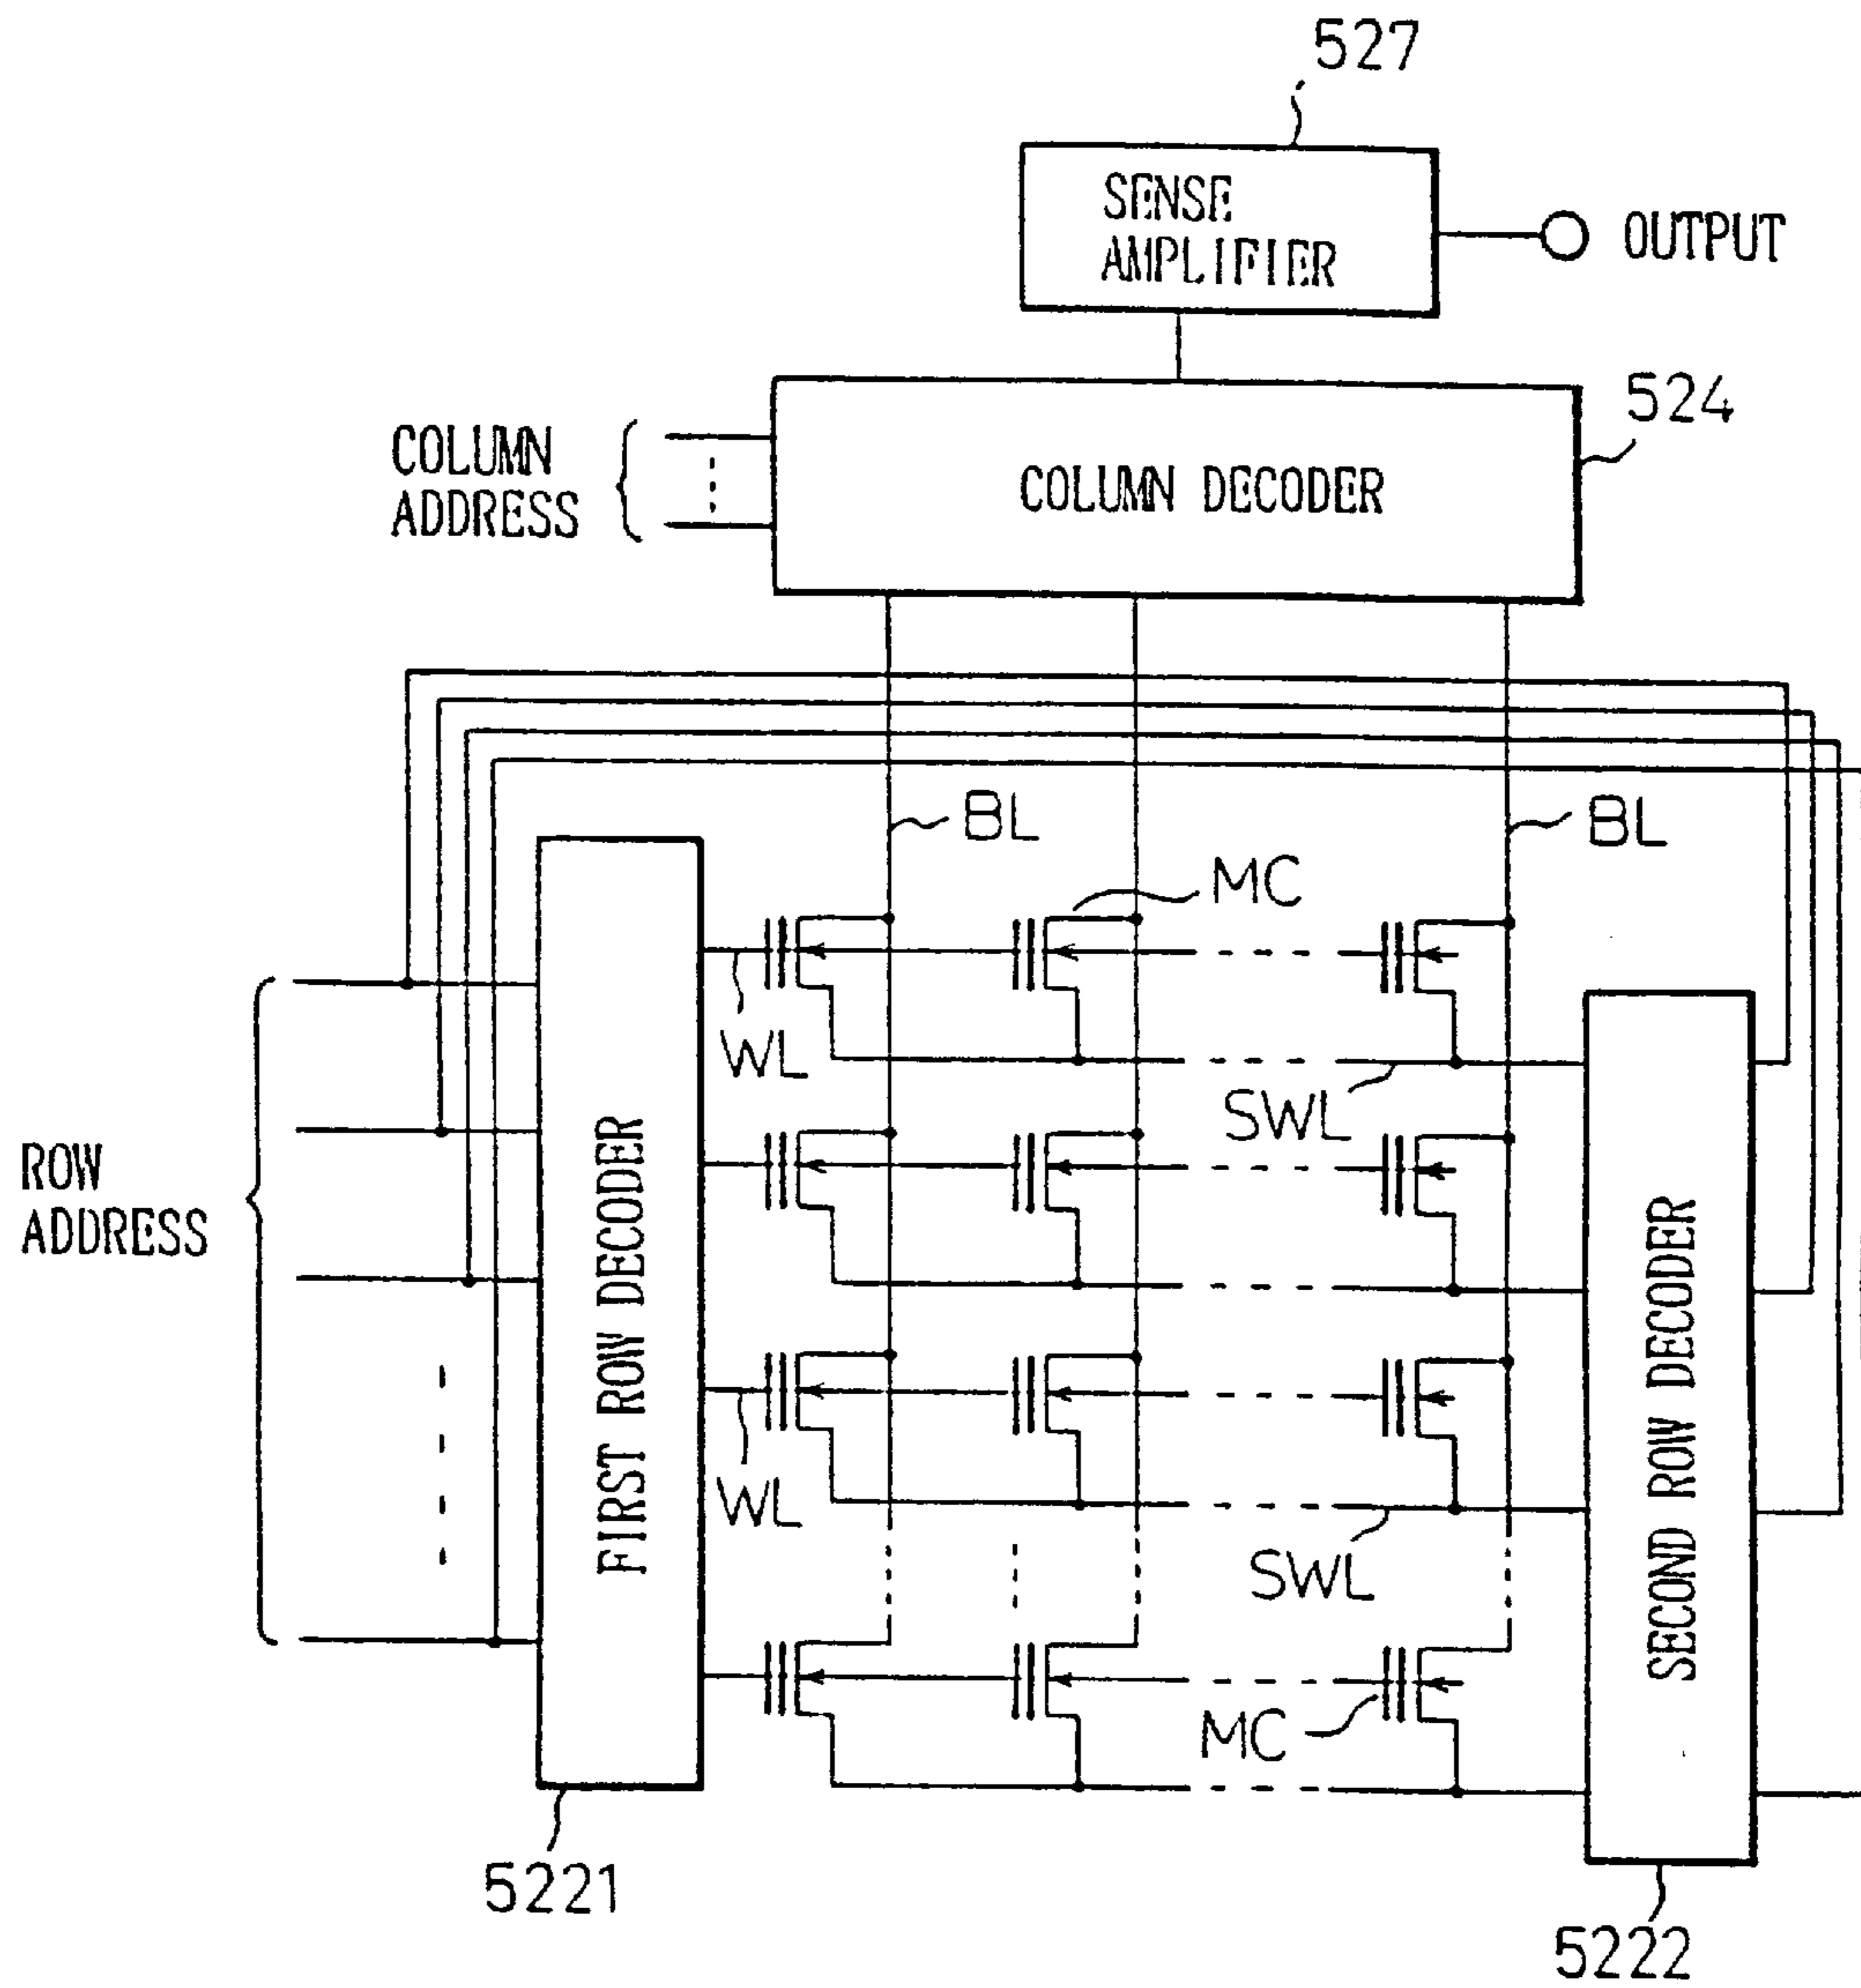 527
SENSE
AMPLIFIER
OUTPUT
524
COLUMN
ADDRESS
COLUMN DECODER
BL
BL
MC
WL
SWL
ROW
ADDRESS
FIRST ROW DECODER
SECOND ROW DECODER
WL
SWL
MC
5221
5222